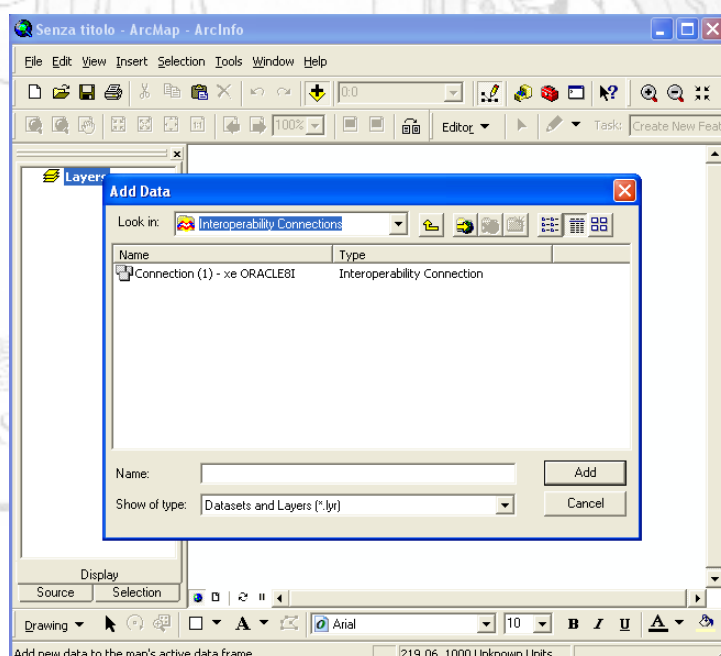 Senza titolo - ArcMap - ArcInfo
File Edit View Insert Selection Tools Window Help
0:0
1:1 100% Editor Task: Create New Feat
Layers
Add Data
Look in: Interoperability Connections
Name Type
Connection (1) - xe ORACLE8I Interoperability Connection
Name: Add
Show of type: Datasets and Layers (*.lyr) Cancel
Display
Source Selection
Drawing A Arial 10 B I U A
Add new data to the map's active data frame 219,06 1000 Unknown Units